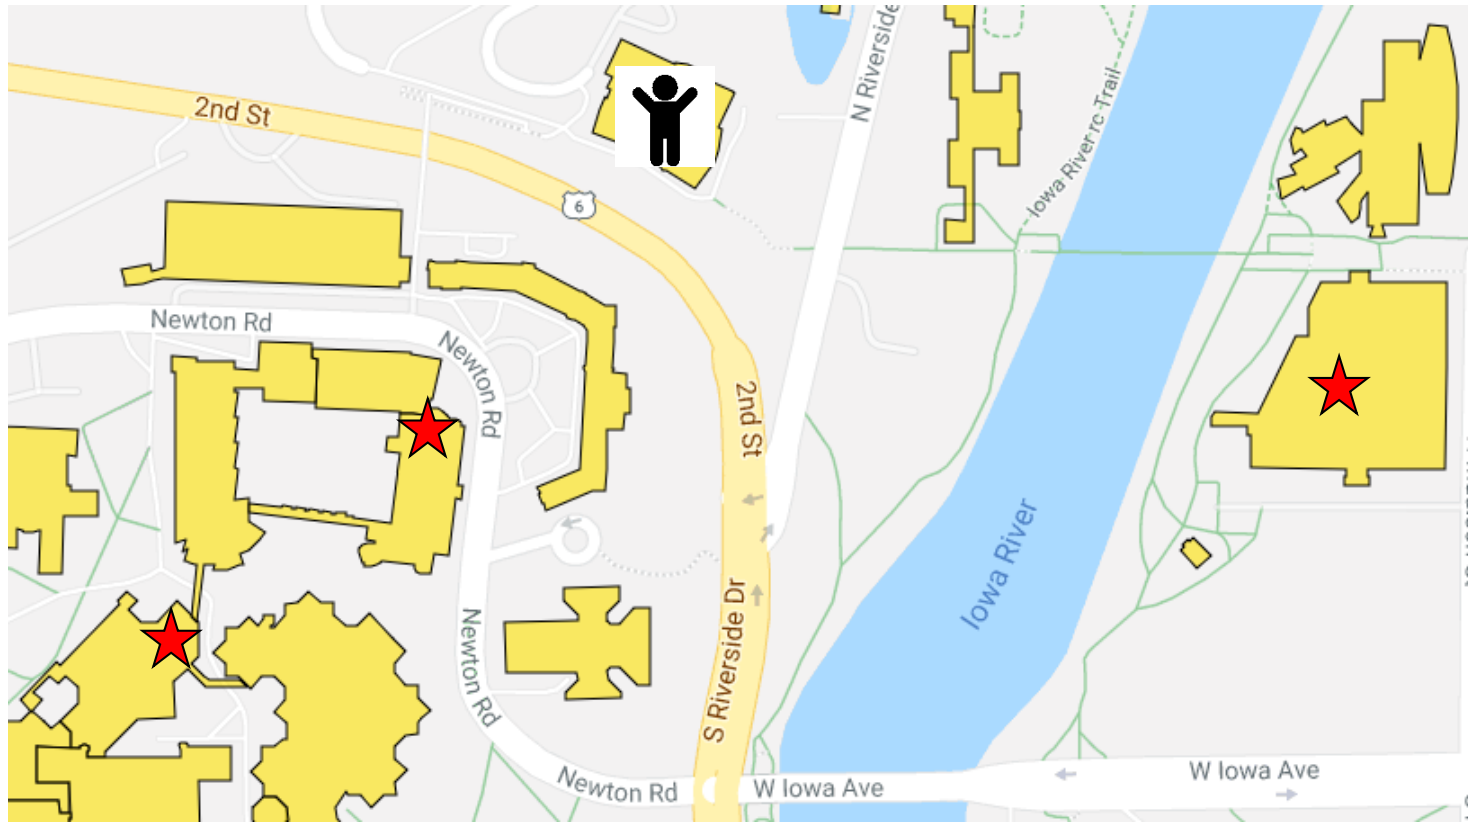 N Riverside
2nd St
Iowa River rc Trail
6
Newton Rd
Newton Rd
2nd St
Iowa River
S Riverside Dr
Newton Rd
Newton Rd
W Iowa Ave
W Iowa Ave